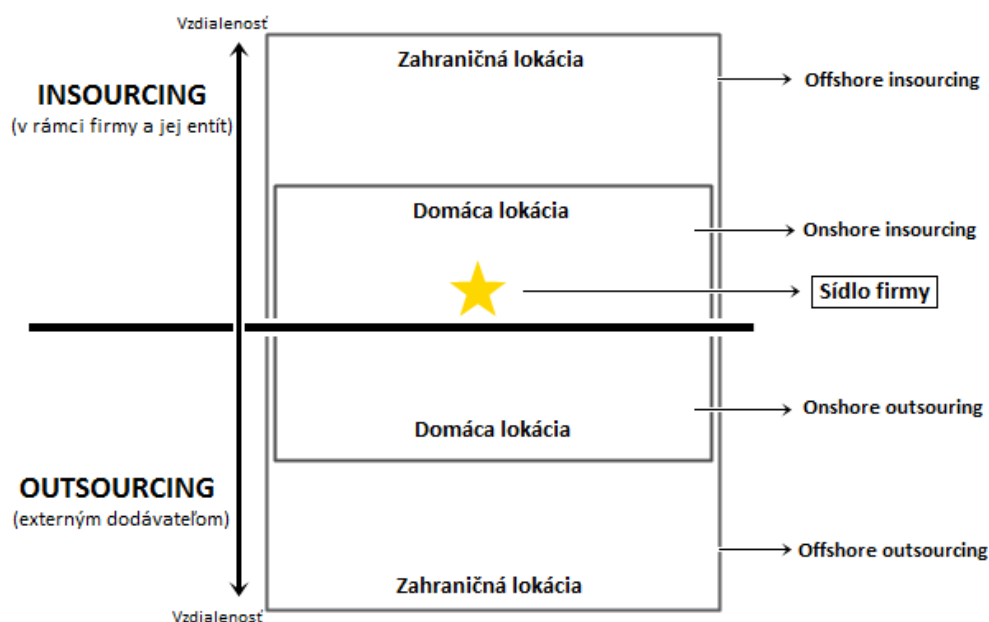 Vzdialenosť
Zahraničná lokácia
Offshore insourcing
INSOURCING
(v rámci firmy a jej entít)
Domáca lokácia
Onshore insourcing
Sídlo firmy
Onshore outsouring
Domáca lokácia
OUTSOURCING
(externým dodávateľom)
Offshore outsourcing
Zahraničná lokácia
Vzdialenosť